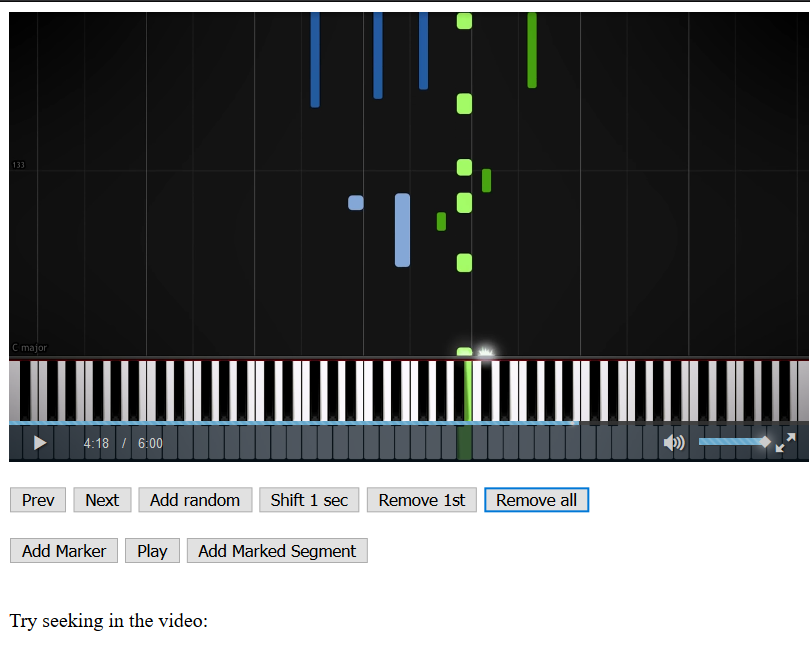 133
C major
4:18 / 6:00
Prev Next Add random Shift 1 sec Remove 1st Remove all
Add Marker Play Add Marked Segment
Try seeking in the video: